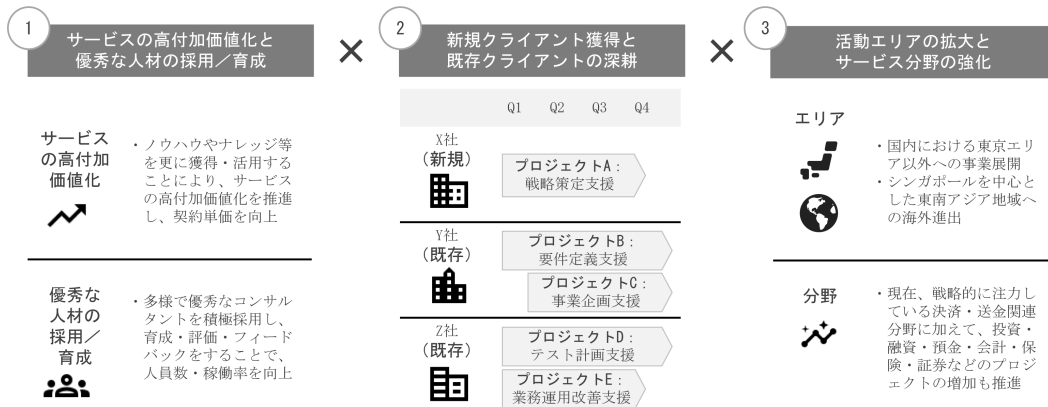 1
サービスの高付加価値化と
優秀な人材の採用／育成
サービス
の高付加
価値化
・ノウハウやナレッジ等
を更に獲得・活用する
ことにより、サービス
の高付加価値化を推進
し、契約単価を向上
優秀な
人材の
採用／
育成
・多様で優秀なコンサル
タントを積極採用し、
育成・評価・フィード
バックをすることで、
人員数・稼働率を向上
×
2
新規クライアント獲得と
既存クライアントの深耕
Q1 Q2 Q3 Q4
X社
（新規）
プロジェクトA：
戦略策定支援
Y社
（既存）
プロジェクトB：
要件定義支援
プロジェクトC：
事業企画支援
Z社
（既存）
プロジェクトD：
テスト計画支援
プロジェクトE：
業務運用改善支援
×
3
活動エリアの拡大と
サービス分野の強化
エリア
・国内における東京エリ
ア以外への事業展開
・シンガポールを中心と
した東南アジア地域へ
の海外進出
分野
・現在、戦略的に注力し
ている決済・送金関連
分野に加えて、投資・
融資・預金・会計・保
険・証券などのプロジ
ェクトの増加も推進